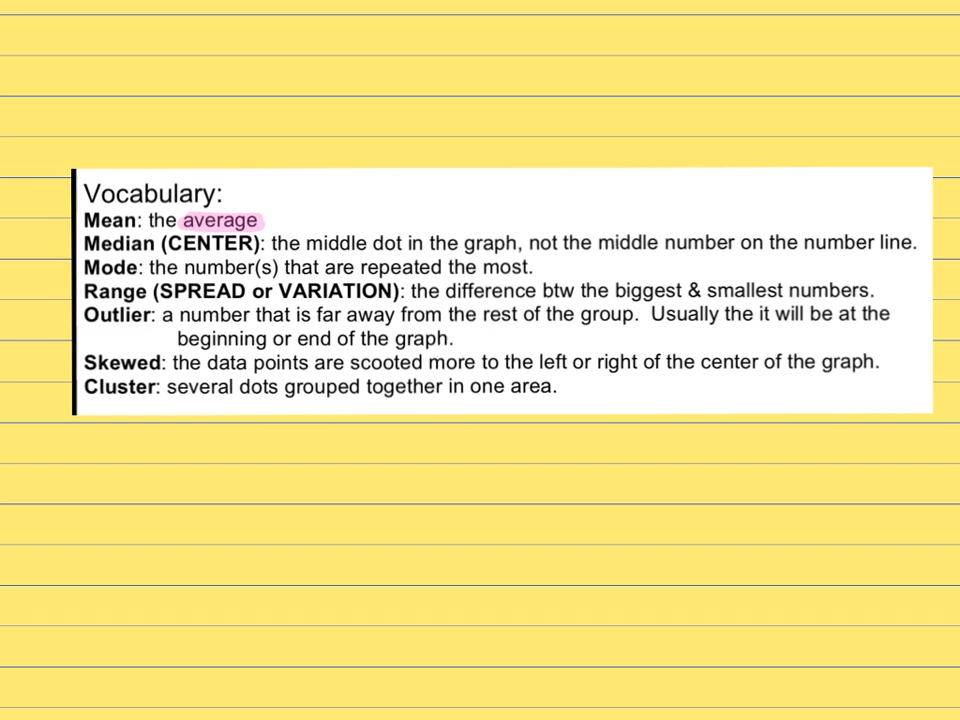 Vocabulary:
Mean: the average
Median (CENTER): the middle dot in the graph, not the middle number on the number line.
Mode: the number(s) that are repeated the most.
Range (SPREAD or VARIATION): the difference btw the biggest & smallest numbers.
Outlier: a number that is far away from the rest of the group.  Usually the it will be at the
beginning or end of the graph.
Skewed: the data points are scooted more to the left or right of the center of the graph.
Cluster: several dots grouped together in one area.